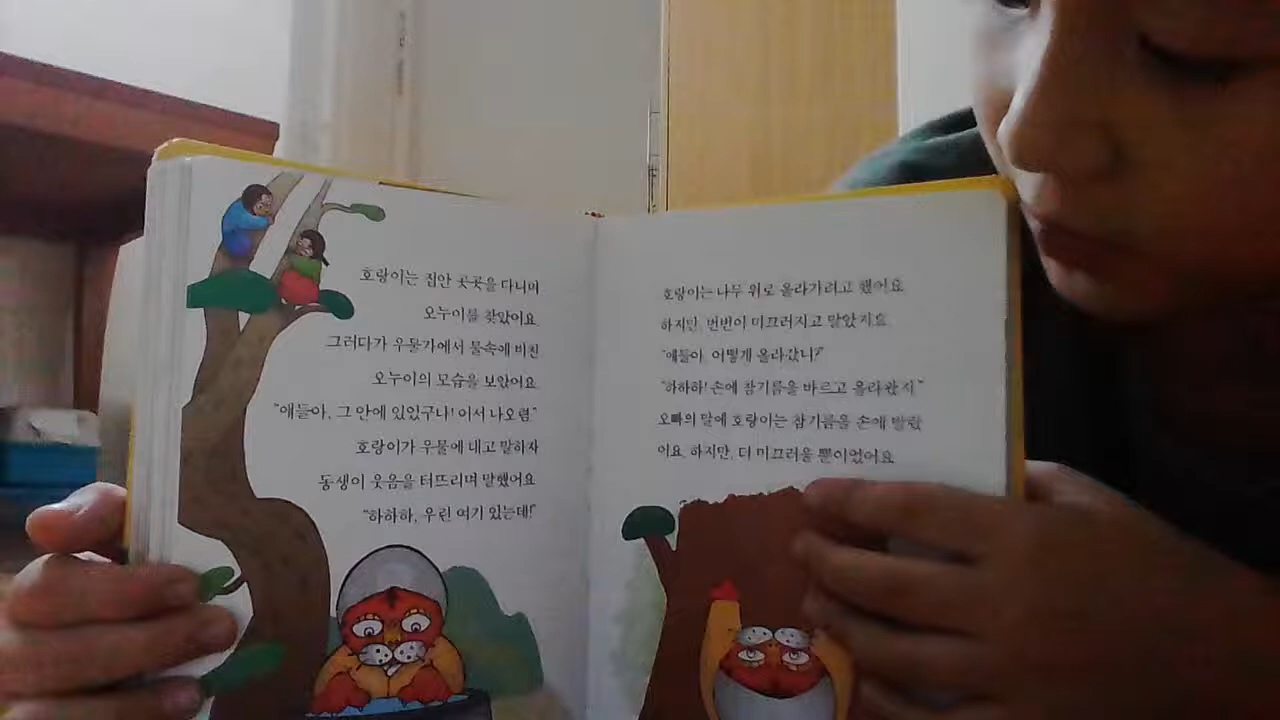 호랑이는 집안 곳곳을 다니며
오누이를 찾았어요.
그러다가 우물가에서 물속에 비친
오누이의 모습을 보았어요.
"얘들아, 그 안에 있었구나! 어서 나오렴."
호랑이가 우물에 대고 말하자
동생이 웃음을 터뜨리며 말했어요.
"하하하, 우린 여기 있는데!"
호랑이는 나무 위로 올라가려고 했어요.
하지만, 번번이 미끄러지고 말았지요.
"얘들아, 어떻게 올라갔니?"
"하하하! 손에 참기름을 바르고 올라왔지."
오빠의 말에 호랑이는 참기름을 손에 발랐
어요. 하지만, 더 미끄러울 뿐이었어요.